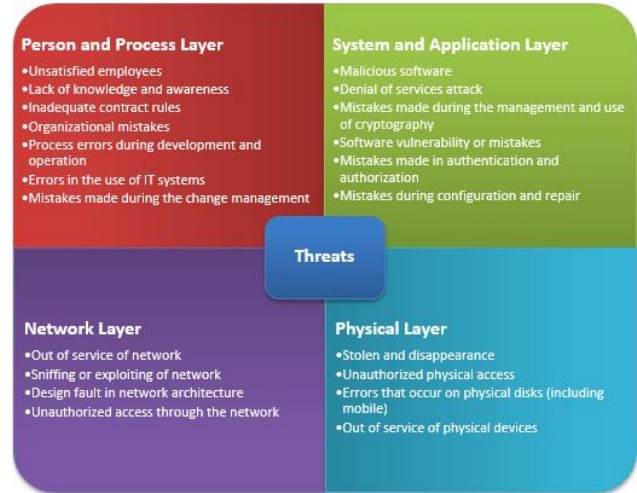 Person and Process Layer
•Unsatisfied employees
•Lack of knowledge and awareness
•Inadequate contract rules
•Organizational mistakes
•Process errors during development and
operation
•Errors in the use of IT systems
•Mistakes made during the change management
System and Application Layer
•Malicious software
•Denial of services attack
•Mistakes made during the management and use
of cryptography
•Software vulnerability or mistakes
•Mistakes made in authentication and
authorization
•Mistakes during configuration and repair
Threats
Network Layer
•Out of service of network
•Sniffing or exploiting of network
•Design fault in network architecture
•Unauthorized access through the network
Physical Layer
•Stolen and disappearance
•Unauthorized physical access
•Errors that occur on physical disks (including
mobile)
•Out of service of physical devices